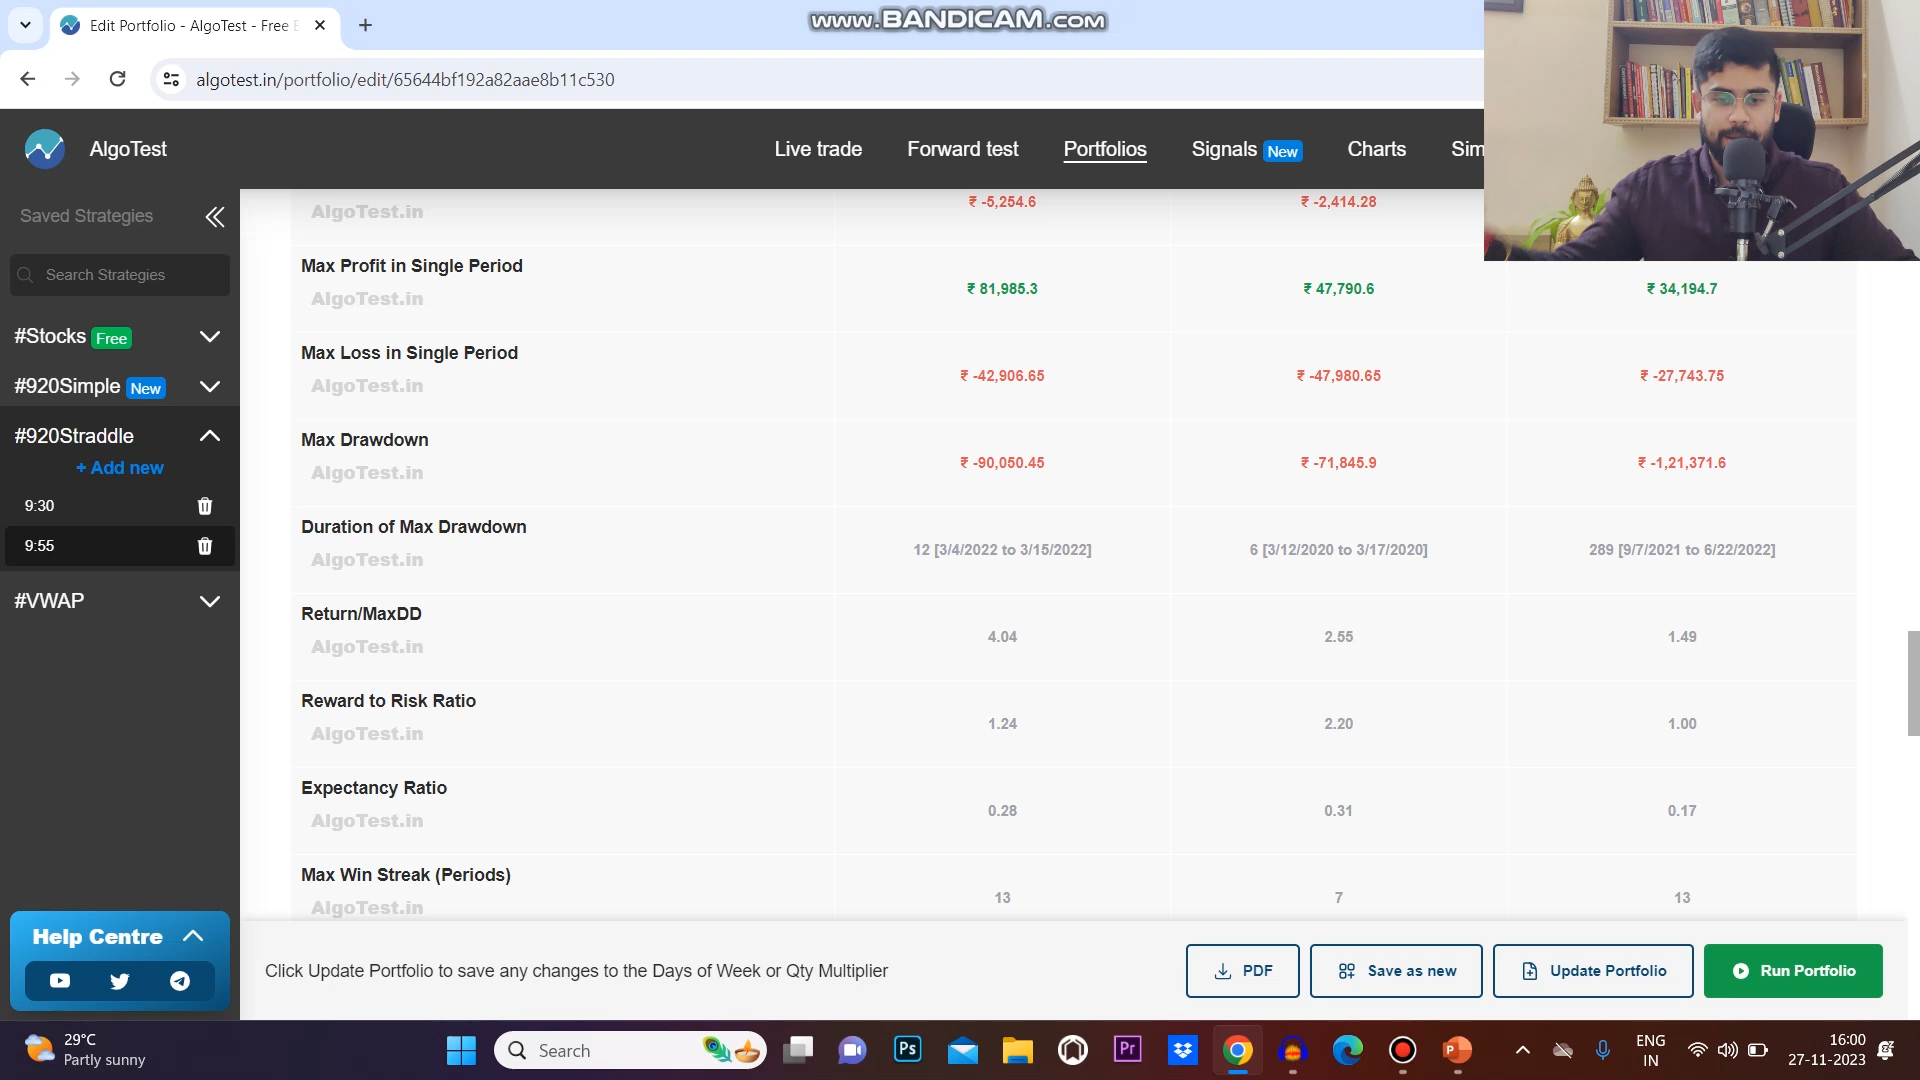 Edit Portfolio - AlgoTest - Free
www.BANDICAM.com
algotest.in/portfolio/edit/65644bf192a82aae8b11c530
AlgoTest
Live trade
Forward test
Portfolios
Signals New
Charts
Sim
Saved Strategies
Search Strategies
#Stocks Free
#920Simple New
#920Straddle
+ Add new
9:30
9:55
#VWAP
AlgoTest.in
₹ -5,254.6
₹ -2,414.28
Max Profit in Single Period
AlgoTest.in
₹ 81,985.3
₹ 47,790.6
₹ 34,194.7
Max Loss in Single Period
AlgoTest.in
₹ -42,906.65
₹ -47,980.65
₹ -27,743.75
Max Drawdown
AlgoTest.in
₹ -90,050.45
₹ -71,845.9
₹ -1,21,371.6
Duration of Max Drawdown
AlgoTest.in
12 [3/4/2022 to 3/15/2022]
6 [3/12/2020 to 3/17/2020]
289 [9/7/2021 to 6/22/2022]
Return/MaxDD
AlgoTest.in
4.04
2.55
1.49
Reward to Risk Ratio
AlgoTest.in
1.24
2.20
1.00
Expectancy Ratio
AlgoTest.in
0.28
0.31
0.17
Max Win Streak (Periods)
AlgoTest.in
13
7
13
Help Centre
Click Update Portfolio to save any changes to the Days of Week or Qty Multiplier
PDF
Save as new
Update Portfolio
Run Portfolio
29°C
Partly sunny
Search
Ps
Pr
P
ENG
IN
16:00
27-11-2023